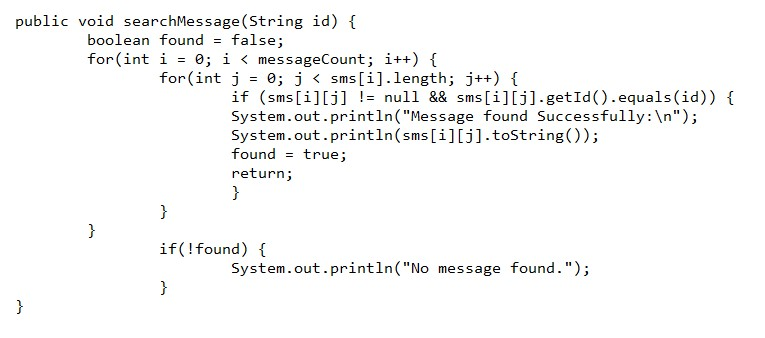 public void searchMessage(String id) {
boolean found = false;
for(int i = 0; i < messageCount; i++) {
for(int j = 0; j < sms[i].length; j++) {
if (sms[i][j] != null && sms[i][j].getId().equals(id)) {
System.out.println("Message found Successfully:\n");
System.out.println(sms[i][j].toString());
found = true;
return;
}
}
}
if(!found) {
System.out.println("No message found.");
}
}